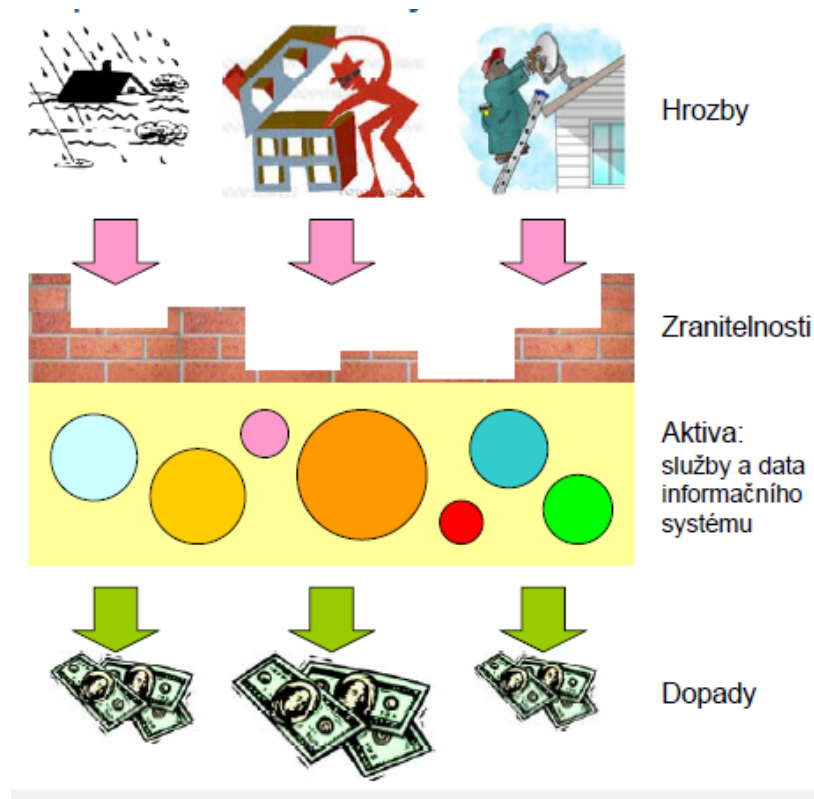 Hrozby
Zranitelnosti
Aktiva:
služby a data
informačního
systému
Dopady